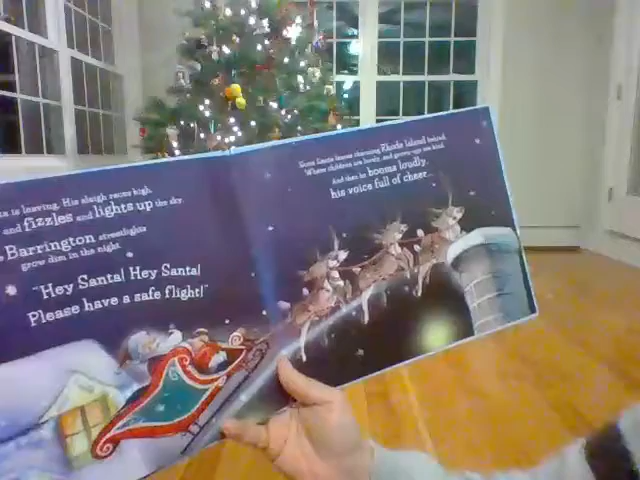 is leaving. His sleigh races high
and fizzles and lights up the sky.
Barrington streetlights
grow dim in the night.
"Hey Santa! Hey Santa!
Please have a safe flight!"
Soon Santa leaves charming Rhode Island behind
Where children are lovely, and grown-ups are kind.
And then he booms loudly,
his voice full of cheer...